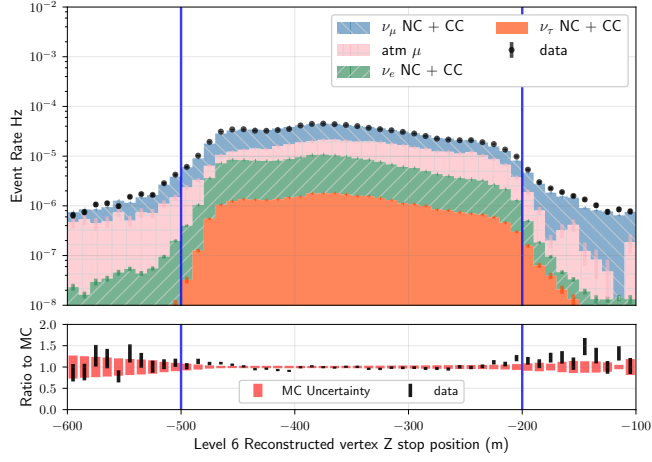 10⁻²
10⁻³
10⁻⁴
10⁻⁵
10⁻⁶
10⁻⁷
10⁻⁸
Event Rate Hz
ν_μ NC + CC
atm μ
ν_e NC + CC
ν_τ NC + CC
data
2.0
1.5
1.0
0.5
0.0
Ratio to MC
MC Uncertainty
data
−600 −500 −400 −300 −200 −100
Level 6 Reconstructed vertex Z stop position (m)